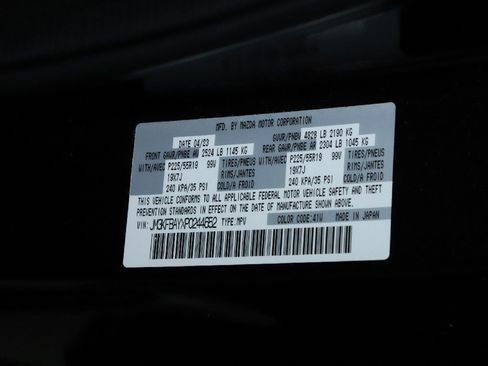 MFD. BY MAZDA MOTOR CORPORATION
DATE 04/23 GVWR/PNBV 4828 LB 2190 KG
FRONT GAWR/PNBE AV 2524 LB 1145 KG REAR GAWR/PNBE AR 2304 LB 1045 KG
WITH/AVEC P225/55R19 99V TIRES/PNEUS WITH/AVEC P225/55R19 99V TIRES/PNEUS
19X7J RIMS/JANTES 19X7J RIMS/JANTES
240 KPA/35 PSI COLD/A FROID 240 KPA/35 PSI COLD/A FROID
THIS VEHICLE CONFORMS TO ALL APPLICABLE FEDERAL MOTOR VEHICLE SAFETY AND THEFT
PREVENTION STANDARDS IN EFFECT ON THE DATE OF MANUFACTURE SHOWN ABOVE.
VIN: JM3KFBAYXP0244652 TYPE:MPV COLOR CODE:41W MADE IN JAPAN